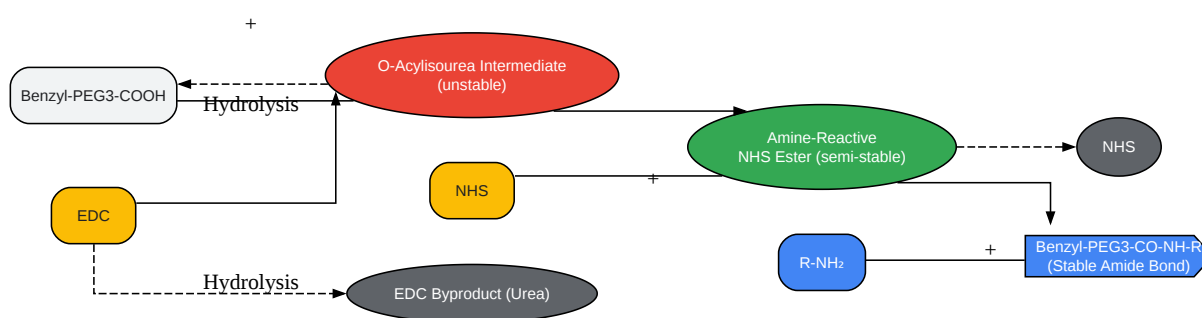 +
O-Acylisourea Intermediate
(unstable)
Benzyl-PEG3-COOH
Hydrolysis
Amine-Reactive
NHS Ester (semi-stable)
NHS
NHS
+
EDC
R-NH₂
+
Benzyl-PEG3-CO-NH-R
(Stable Amide Bond)
Hydrolysis
EDC Byproduct (Urea)